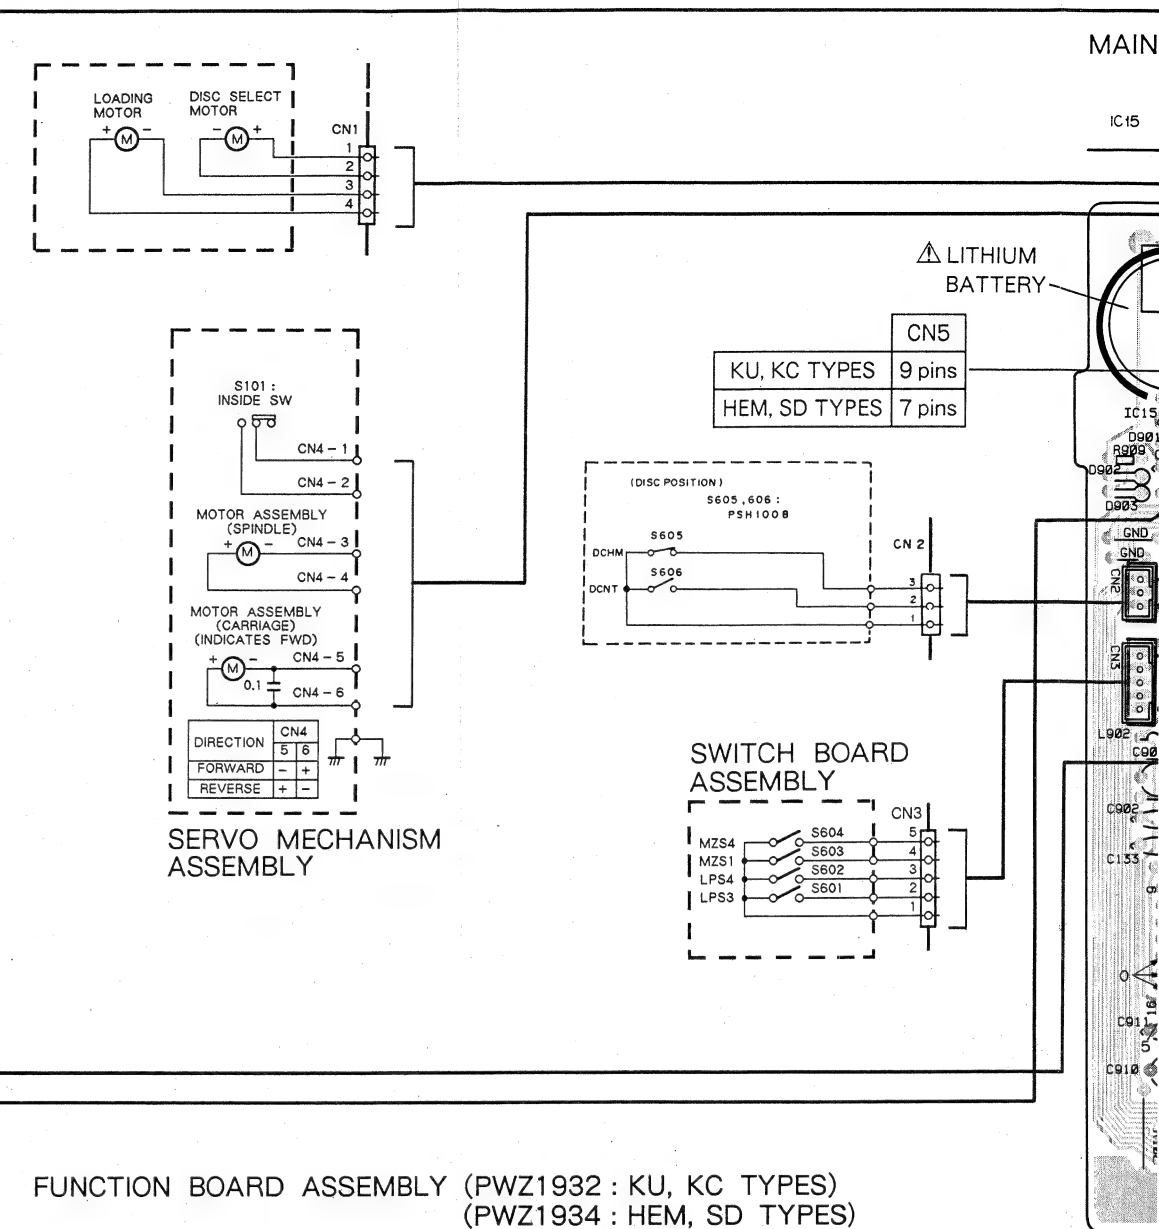 MAIN
LOADING
MOTOR
DISC SELECT
MOTOR
+ M −
− M +
CN1
1
2
3
4
IC15
⚠ LITHIUM
BATTERY
CN5
KU, KC TYPES 9 pins
HEM, SD TYPES 7 pins
S101 :
INSIDE SW
CN4 − 1
CN4 − 2
MOTOR ASSEMBLY
(SPINDLE)
+ M − CN4 − 3
CN4 − 4
MOTOR ASSEMBLY
(CARRIAGE)
(INDICATES FWD)
+ M − CN4 − 5
0.1 CN4 − 6
DIRECTION CN4
5 6
FORWARD − +
REVERSE + −
SERVO MECHANISM
ASSEMBLY
(DISC POSITION)
S605, 606 :
PSH1008
S605
DCHM
S606
DCNT
CN 2
3
2
1
SWITCH BOARD
ASSEMBLY
CN3
MZS4 S604 5
MZS1 S603 4
LPS4 S602 3
LPS3 S601 2
1
IC15
D901
R909
D902
D903
GND
GND
CN2
CN3
L902
C90
C902
C133
9
0
16
C911
5
C910
FUNCTION BOARD ASSEMBLY (PWZ1932 : KU, KC TYPES)
(PWZ1934 : HEM, SD TYPES)